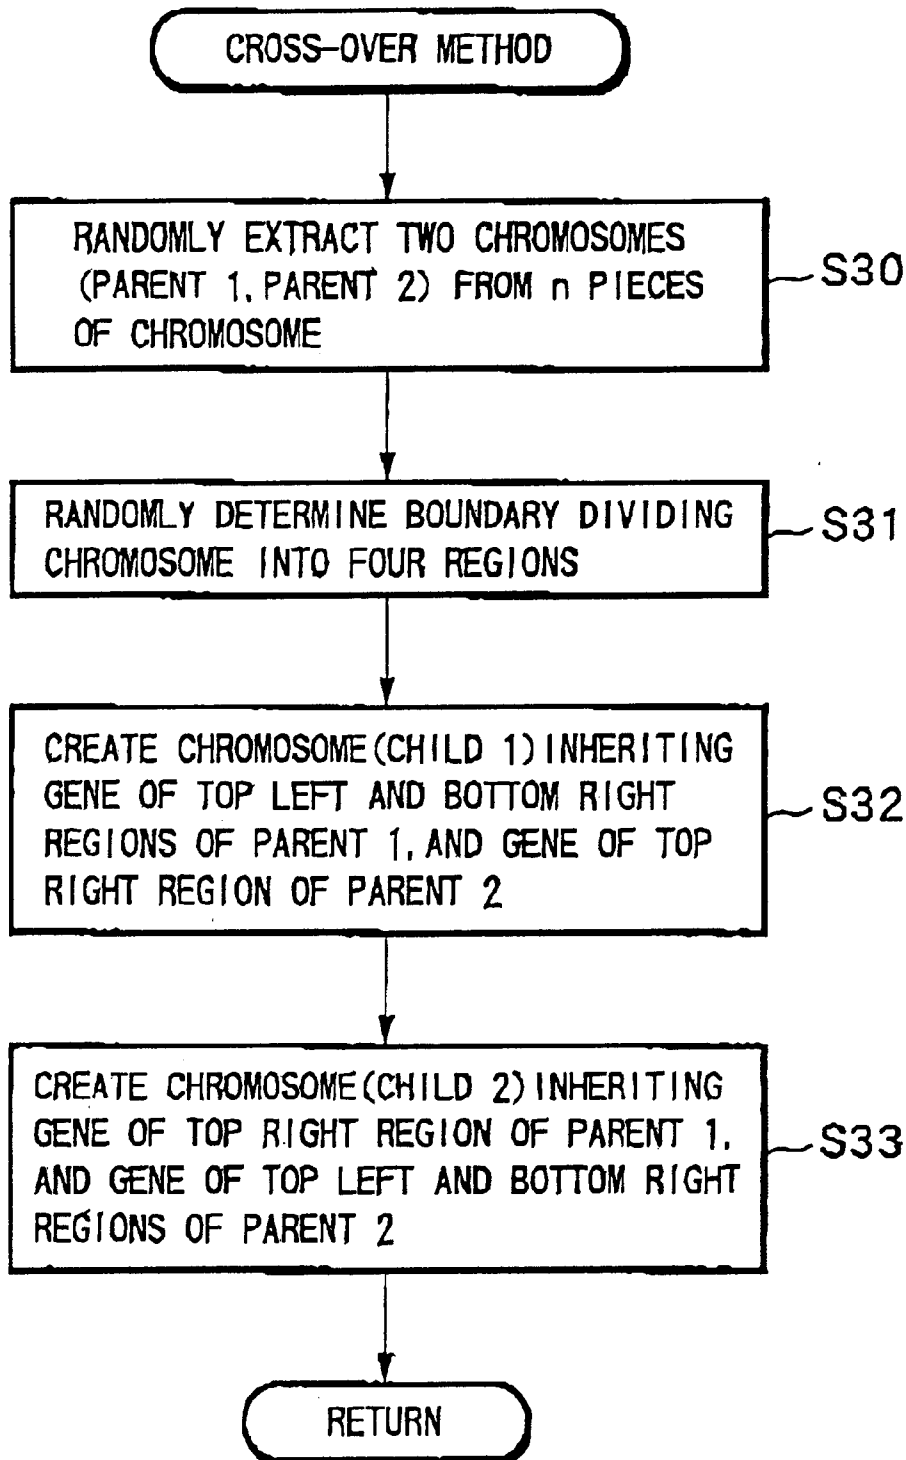 CROSS-OVER METHOD
RANDOMLY EXTRACT TWO CHROMOSOMES
(PARENT 1, PARENT 2) FROM n PIECES
OF CHROMOSOME
S30
RANDOMLY DETERMINE BOUNDARY DIVIDING
CHROMOSOME INTO FOUR REGIONS
S31
CREATE CHROMOSOME(CHILD 1)INHERITING
GENE OF TOP LEFT AND BOTTOM RIGHT
REGIONS OF PARENT 1, AND GENE OF TOP
RIGHT REGION OF PARENT 2
S32
CREATE CHROMOSOME(CHILD 2)INHERITING
GENE OF TOP RIGHT REGION OF PARENT 1,
AND GENE OF TOP LEFT AND BOTTOM RIGHT
REGIONS OF PARENT 2
S33
RETURN